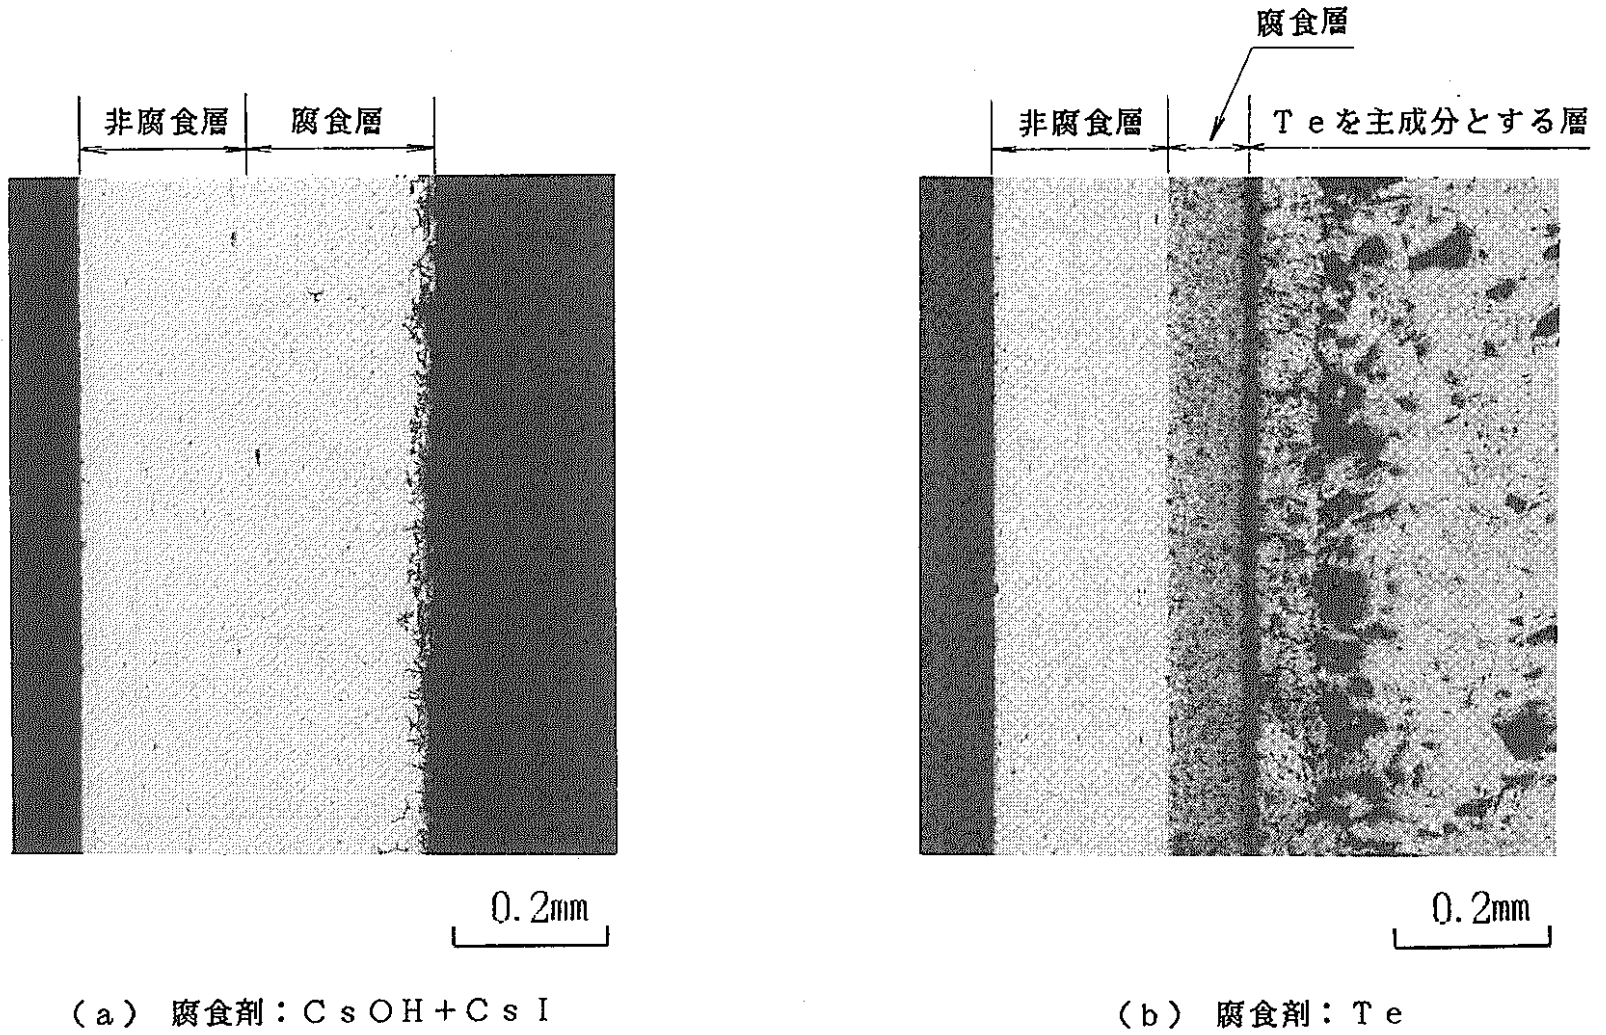 非腐食層 腐食層
腐食層
非腐食層 Teを主成分とする層
0.2mm
0.2mm
(a) 腐食剤：CsOH+CsI
(b) 腐食剤：Te